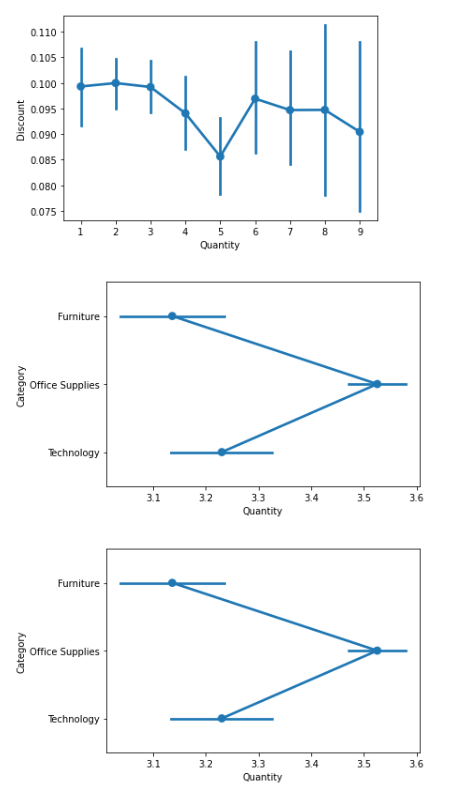 0.110
0.105
0.100
0.095
0.090
0.085
0.080
0.075
Discount
1 2 3 4 5 6 7 8 9
Quantity
Furniture
Office Supplies
Technology
Category
3.1 3.2 3.3 3.4 3.5 3.6
Quantity
Furniture
Office Supplies
Technology
Category
3.1 3.2 3.3 3.4 3.5 3.6
Quantity